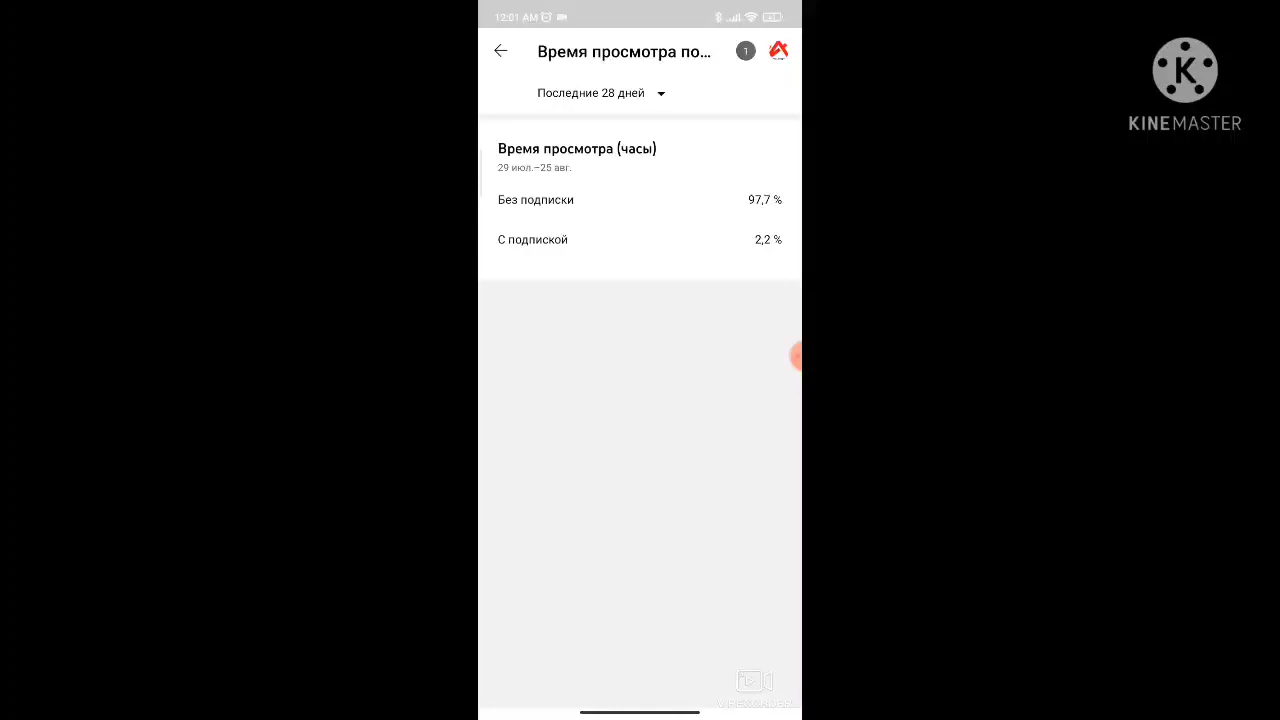 12:01 AM
Время просмотра по...
1
Последние 28 дней
Время просмотра (часы)
29 июл.–25 авг.
Без подписки 97,7 %
С подпиской 2,2 %
KINEMASTER
V RECORDER